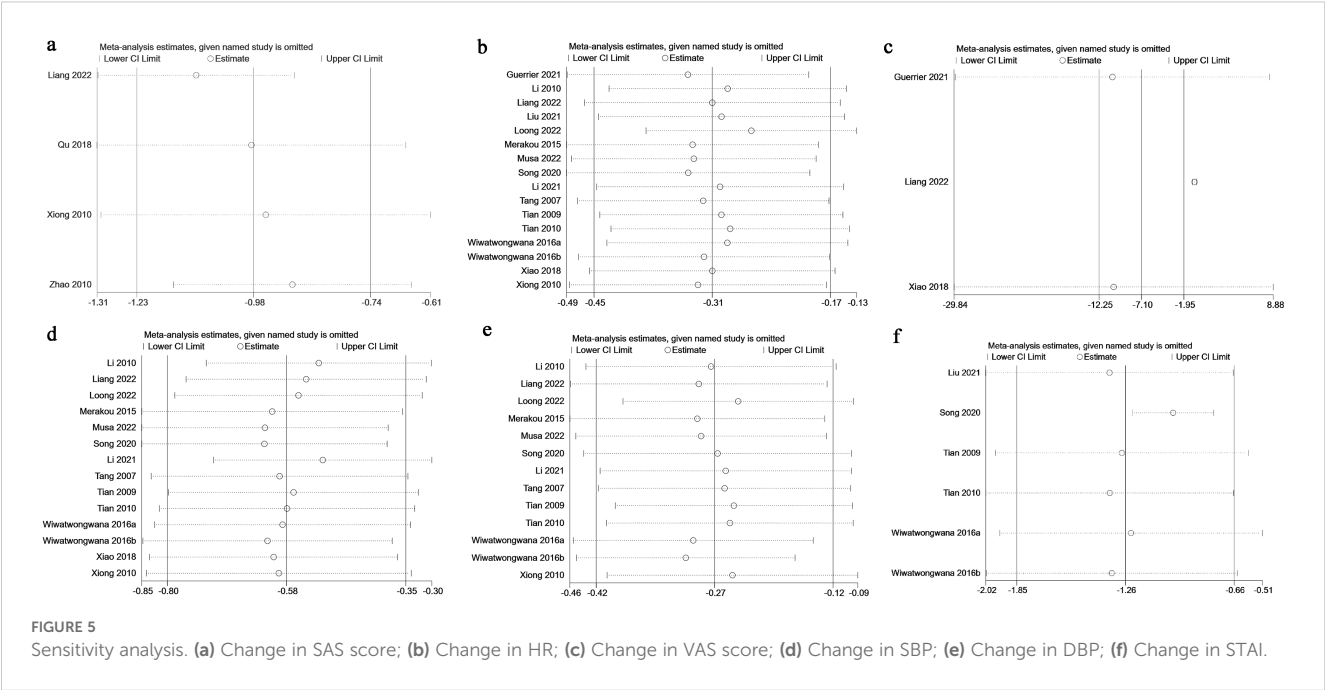 a
Meta-analysis estimates, given named study is omitted
Lower CI Limit Estimate Upper CI Limit
Liang 2022
Qu 2018
Xiong 2010
Zhao 2010
-1.31 -1.23 -0.98 -0.74 -0.61
b
Meta-analysis estimates, given named study is omitted
Lower CI Limit Estimate Upper CI Limit
Guerrier 2021
Li 2010
Liang 2022
Liu 2021
Loong 2022
Merakou 2015
Musa 2022
Song 2020
Li 2021
Tang 2007
Tian 2009
Tian 2010
Wiwatwongwana 2016a
Wiwatwongwana 2016b
Xiao 2018
Xiong 2010
-0.49 -0.45 -0.31 -0.17 -0.13
c
Meta-analysis estimates, given named study is omitted
Lower CI Limit Estimate Upper CI Limit
Guerrier 2021
Liang 2022
Xiao 2018
-29.84 -12.25 -7.10 -1.95 8.88
d
Meta-analysis estimates, given named study is omitted
Lower CI Limit Estimate Upper CI Limit
Li 2010
Liang 2022
Loong 2022
Merakou 2015
Musa 2022
Song 2020
Li 2021
Tang 2007
Tian 2009
Tian 2010
Wiwatwongwana 2016a
Wiwatwongwana 2016b
Xiao 2018
Xiong 2010
-0.85 -0.80 -0.58 -0.35 -0.30
e
Meta-analysis estimates, given named study is omitted
Lower CI Limit Estimate Upper CI Limit
Li 2010
Liang 2022
Loong 2022
Merakou 2015
Musa 2022
Song 2020
Li 2021
Tang 2007
Tian 2009
Tian 2010
Wiwatwongwana 2016a
Wiwatwongwana 2016b
Xiong 2010
-0.46 -0.42 -0.27 -0.12 -0.09
f
Meta-analysis estimates, given named study is omitted
Lower CI Limit Estimate Upper CI Limit
Liu 2021
Song 2020
Tian 2009
Tian 2010
Wiwatwongwana 2016a
Wiwatwongwana 2016b
-2.02 -1.85 -1.26 -0.66 -0.51
FIGURE 5
Sensitivity analysis. (a) Change in SAS score; (b) Change in HR; (c) Change in VAS score; (d) Change in SBP; (e) Change in DBP; (f) Change in STAI.